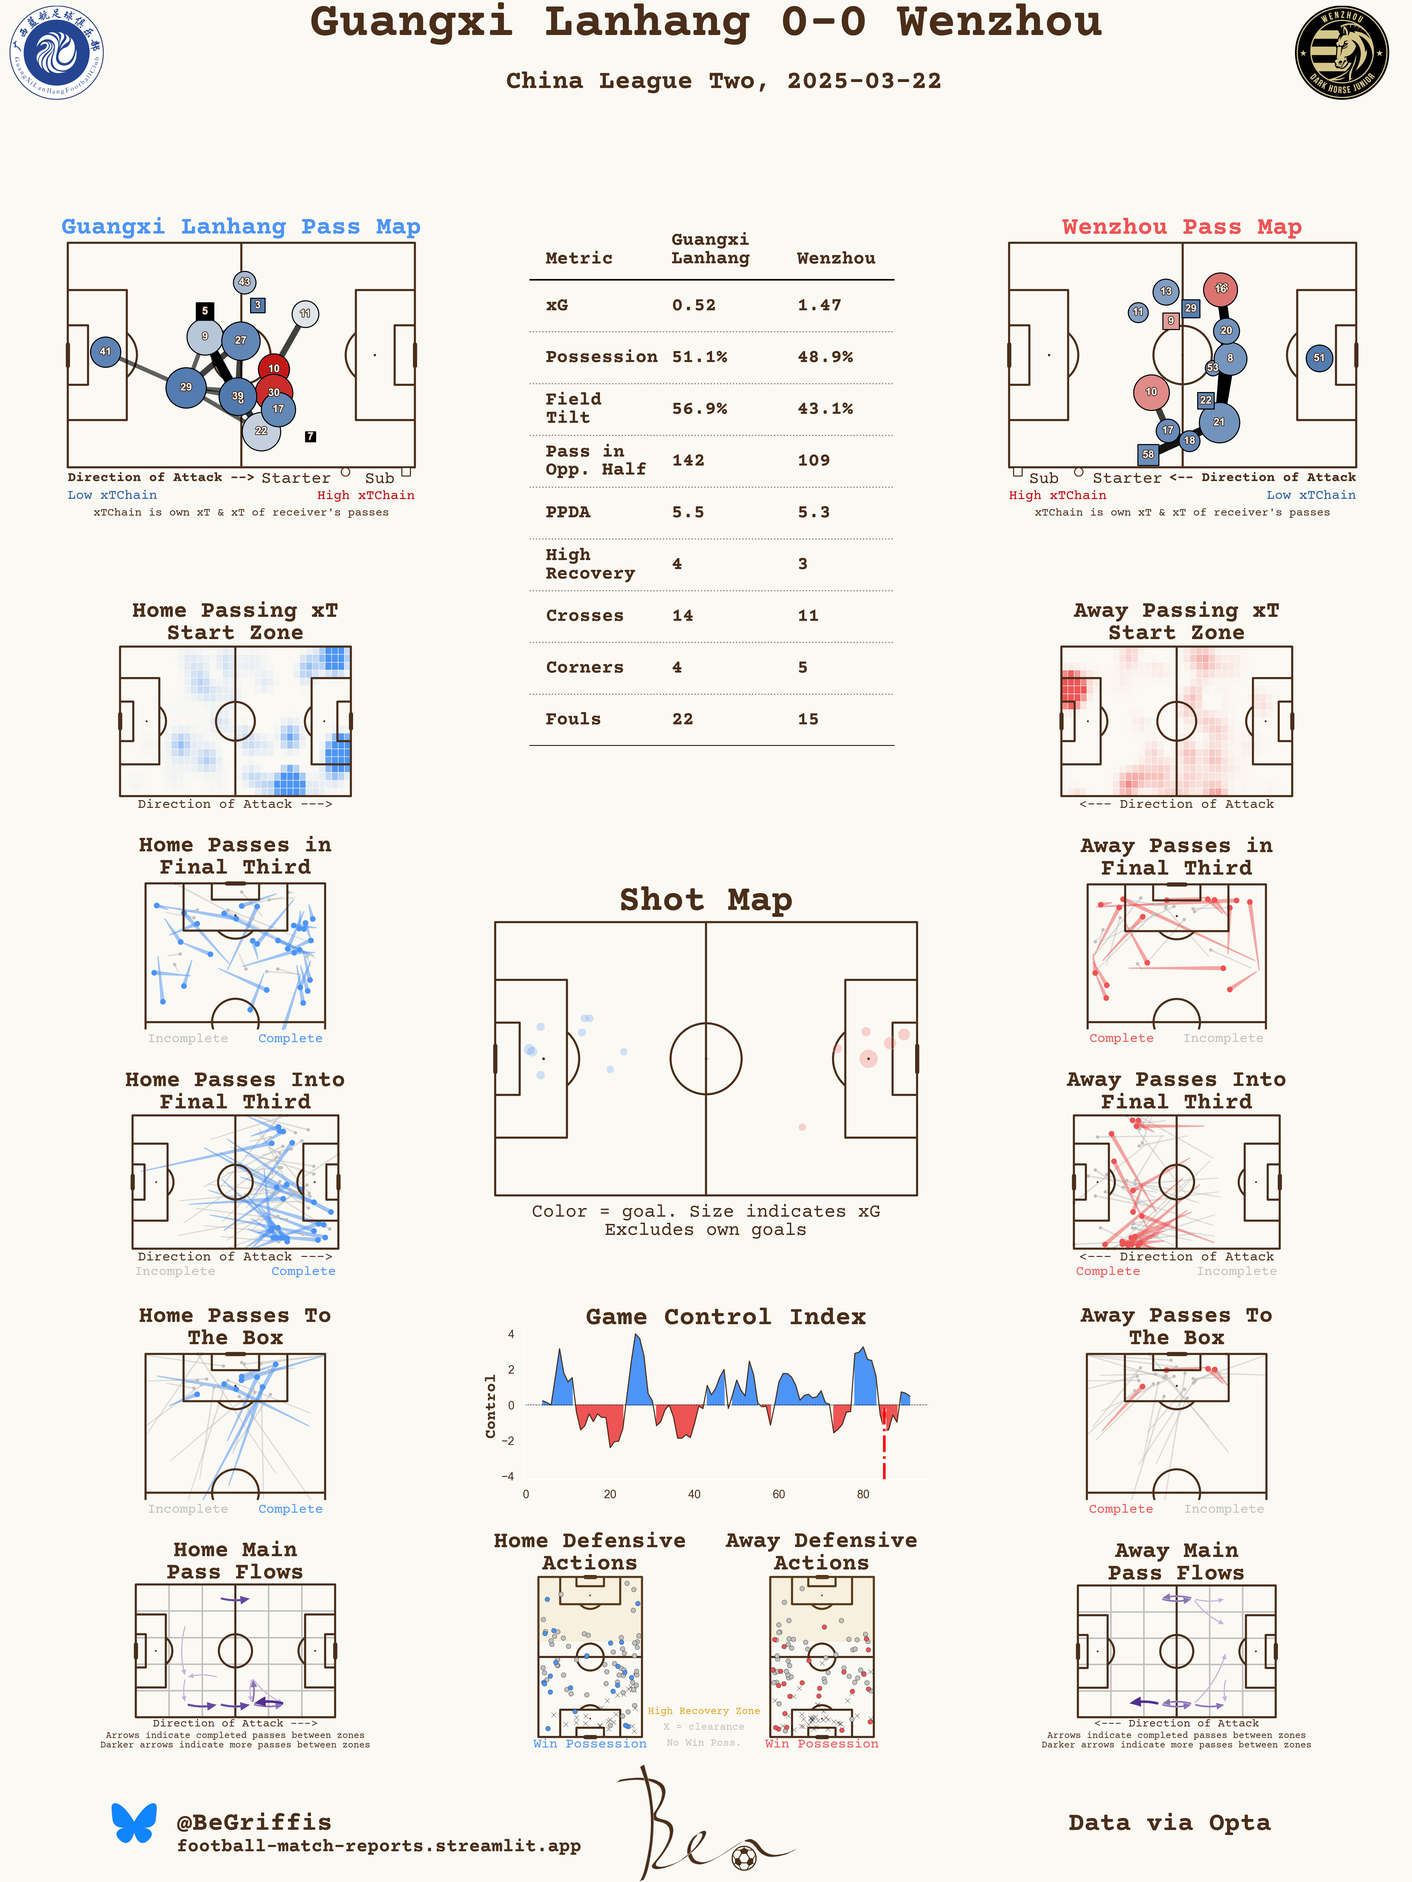 Guangxi Lanhang 0-0 Wenzhou
China League Two, 2025-03-22
广西蓝航足球俱乐部
GuangXiLanHangFootballClub
WENZHOU
DARK HORSE JUNIOR
Guangxi Lanhang Pass Map
43
3
5
11
9
27
41
10
29
30
39
17
22
7
Direction of Attack --> Starter Sub
Low xTChain High xTChain
xTChain is own xT & xT of receiver's passes
Metric Guangxi Lanhang Wenzhou
xG 0.52 1.47
Possession 51.1% 48.9%
Field Tilt 56.9% 43.1%
Pass in Opp. Half 142 109
PPDA 5.5 5.3
High Recovery 4 3
Crosses 14 11
Corners 4 5
Fouls 22 15
Wenzhou Pass Map
13
16
11
29
9
20
8
51
53
10
22
21
17
18
58
Sub Starter <-- Direction of Attack
High xTChain Low xTChain
xTChain is own xT & xT of receiver's passes
Home Passing xT
Start Zone
Direction of Attack --->
Away Passing xT
Start Zone
<--- Direction of Attack
Home Passes in
Final Third
Incomplete Complete
Away Passes in
Final Third
Complete Incomplete
Shot Map
Color = goal. Size indicates xG
Excludes own goals
Home Passes Into
Final Third
Direction of Attack --->
Incomplete Complete
Away Passes Into
Final Third
<--- Direction of Attack
Complete Incomplete
Home Passes To
The Box
Incomplete Complete
Game Control Index
Control
4
2
0
−2
−4
0 20 40 60 80
Away Passes To
The Box
Complete Incomplete
Home Main
Pass Flows
Direction of Attack --->
Arrows indicate completed passes between zones
Darker arrows indicate more passes between zones
Home Defensive
Actions
Win Possession
High Recovery Zone
X = clearance
No Win Poss.
Away Defensive
Actions
Win Possession
Away Main
Pass Flows
<--- Direction of Attack
Arrows indicate completed passes between zones
Darker arrows indicate more passes between zones
@BeGriffis
football-match-reports.streamlit.app
Ben
Data via Opta